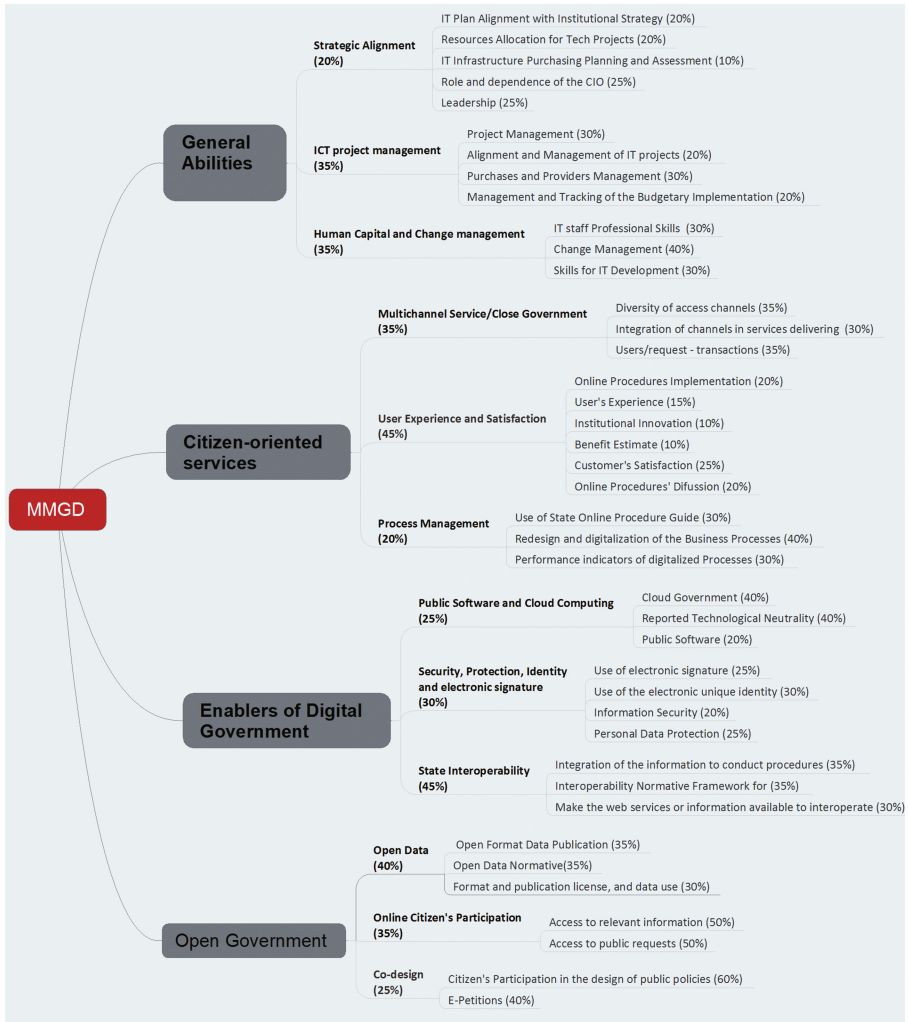 MMGD
General
Abilities
Strategic Alignment
(20%)
IT Plan Alignment with Institutional Strategy (20%)
Resources Allocation for Tech Projects (20%)
IT Infrastructure Purchasing Planning and Assessment (10%)
Role and dependence of the CIO (25%)
Leadership (25%)
ICT project management
(35%)
Project Management (30%)
Alignment and Management of IT projects (20%)
Purchases and Providers Management (30%)
Management and Tracking of the Budgetary Implementation (20%)
Human Capital and Change management
(35%)
IT staff Professional Skills (30%)
Change Management (40%)
Skills for IT Development (30%)
Citizen-oriented
services
Multichannel Service/Close Government
(35%)
Diversity of access channels (35%)
Integration of channels in services delivering (30%)
Users/request - transactions (35%)
User Experience and Satisfaction
(45%)
Online Procedures Implementation (20%)
User's Experience (15%)
Institutional Innovation (10%)
Benefit Estimate (10%)
Customer's Satisfaction (25%)
Online Procedures' Difussion (20%)
Process Management
(20%)
Use of State Online Procedure Guide (30%)
Redesign and digitalization of the Business Processes (40%)
Performance indicators of digitalized Processes (30%)
Enablers of Digital
Government
Public Software and Cloud Computing
(25%)
Cloud Government (40%)
Reported Technological Neutrality (40%)
Public Software (20%)
Security, Protection, Identity
and electronic signature
(30%)
Use of electronic signature (25%)
Use of the electronic unique identity (30%)
Information Security (20%)
Personal Data Protection (25%)
State Interoperability
(45%)
Integration of the information to conduct procedures (35%)
Interoperability Normative Framework for (35%)
Make the web services or information available to interoperate (30%)
Open Government
Open Data
(40%)
Open Format Data Publication (35%)
Open Data Normative(35%)
Format and publication license, and data use (30%)
Online Citizen's Participation
(35%)
Access to relevant information (50%)
Access to public requests (50%)
Co-design
(25%)
Citizen's Participation in the design of public policies (60%)
E-Petitions (40%)